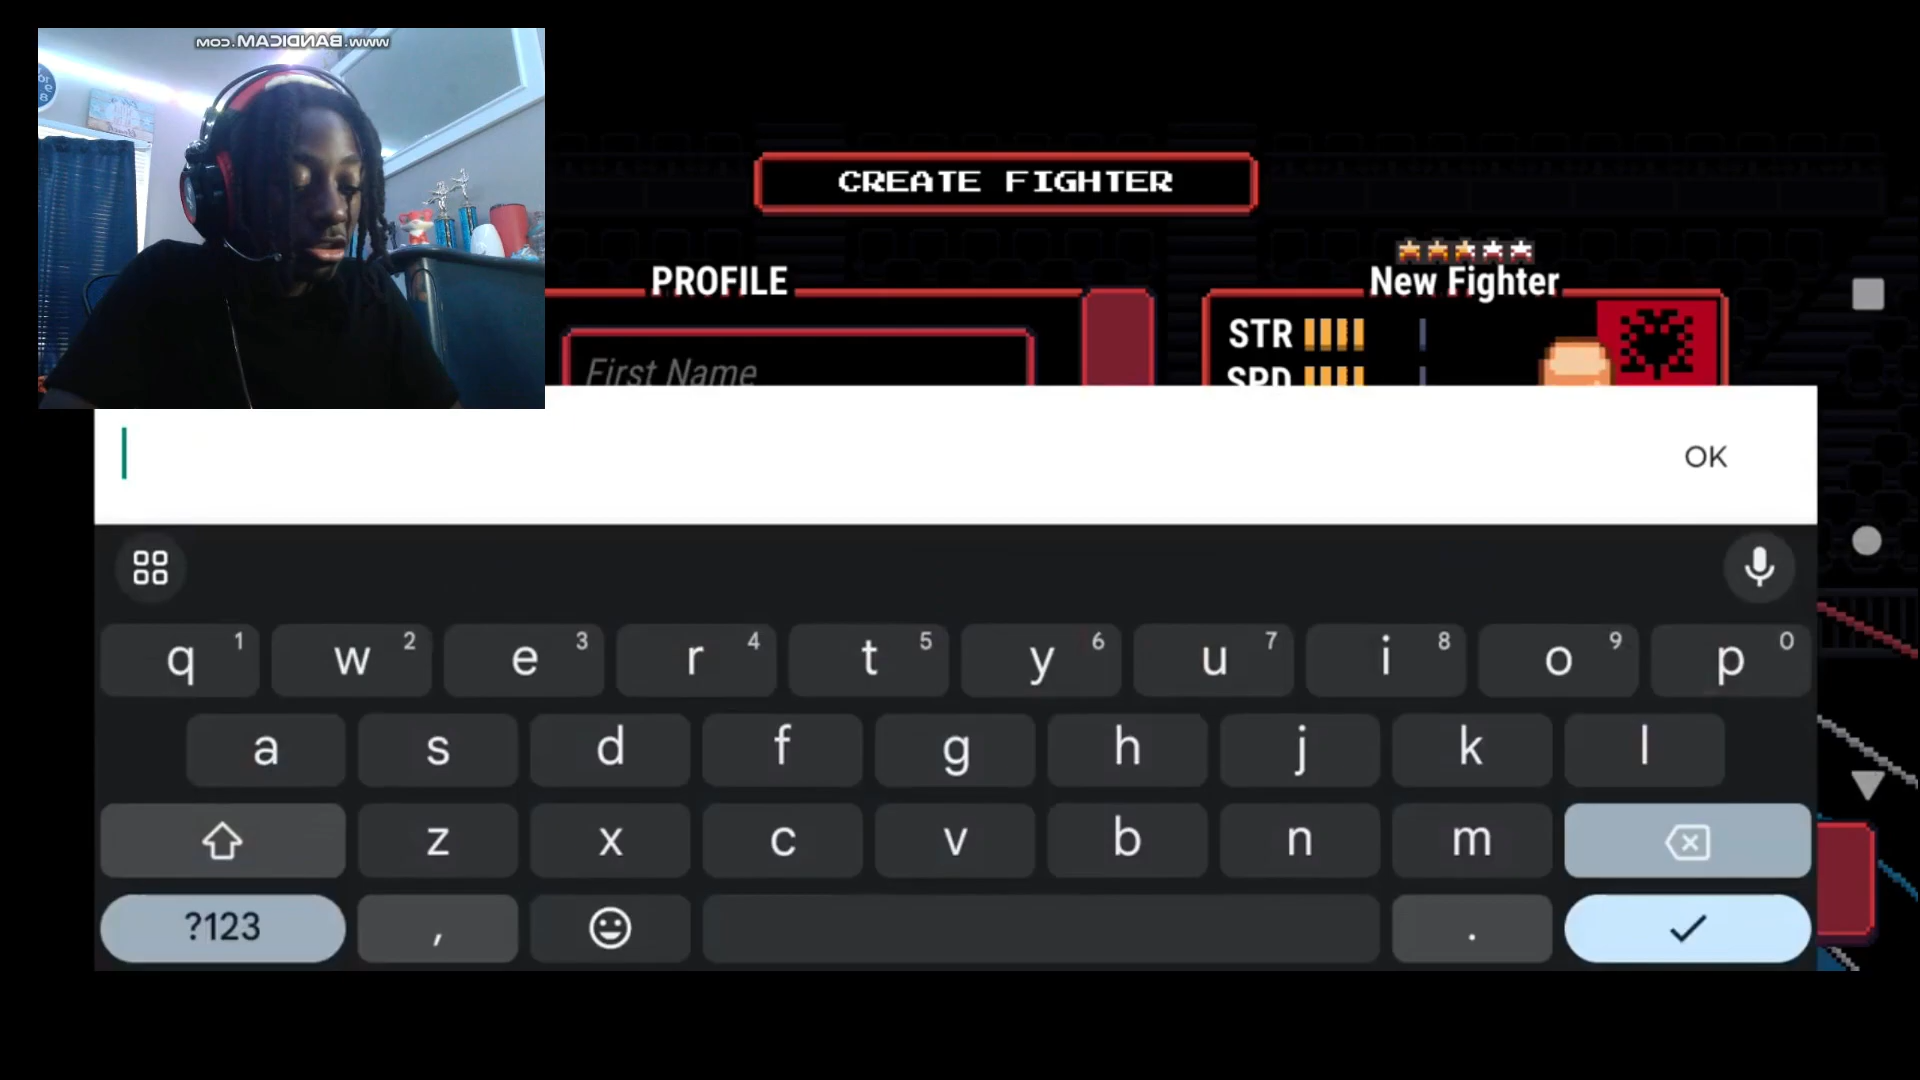 www.BANDICAM.com
CREATE FIGHTER
PROFILE
New Fighter
First Name
STR
SPD
OK
q 1 w 2 e 3 r 4 t 5 y 6 u 7 i 8 o 9 p 0
a s d f g h j k l
z x c v b n m
?123 , .